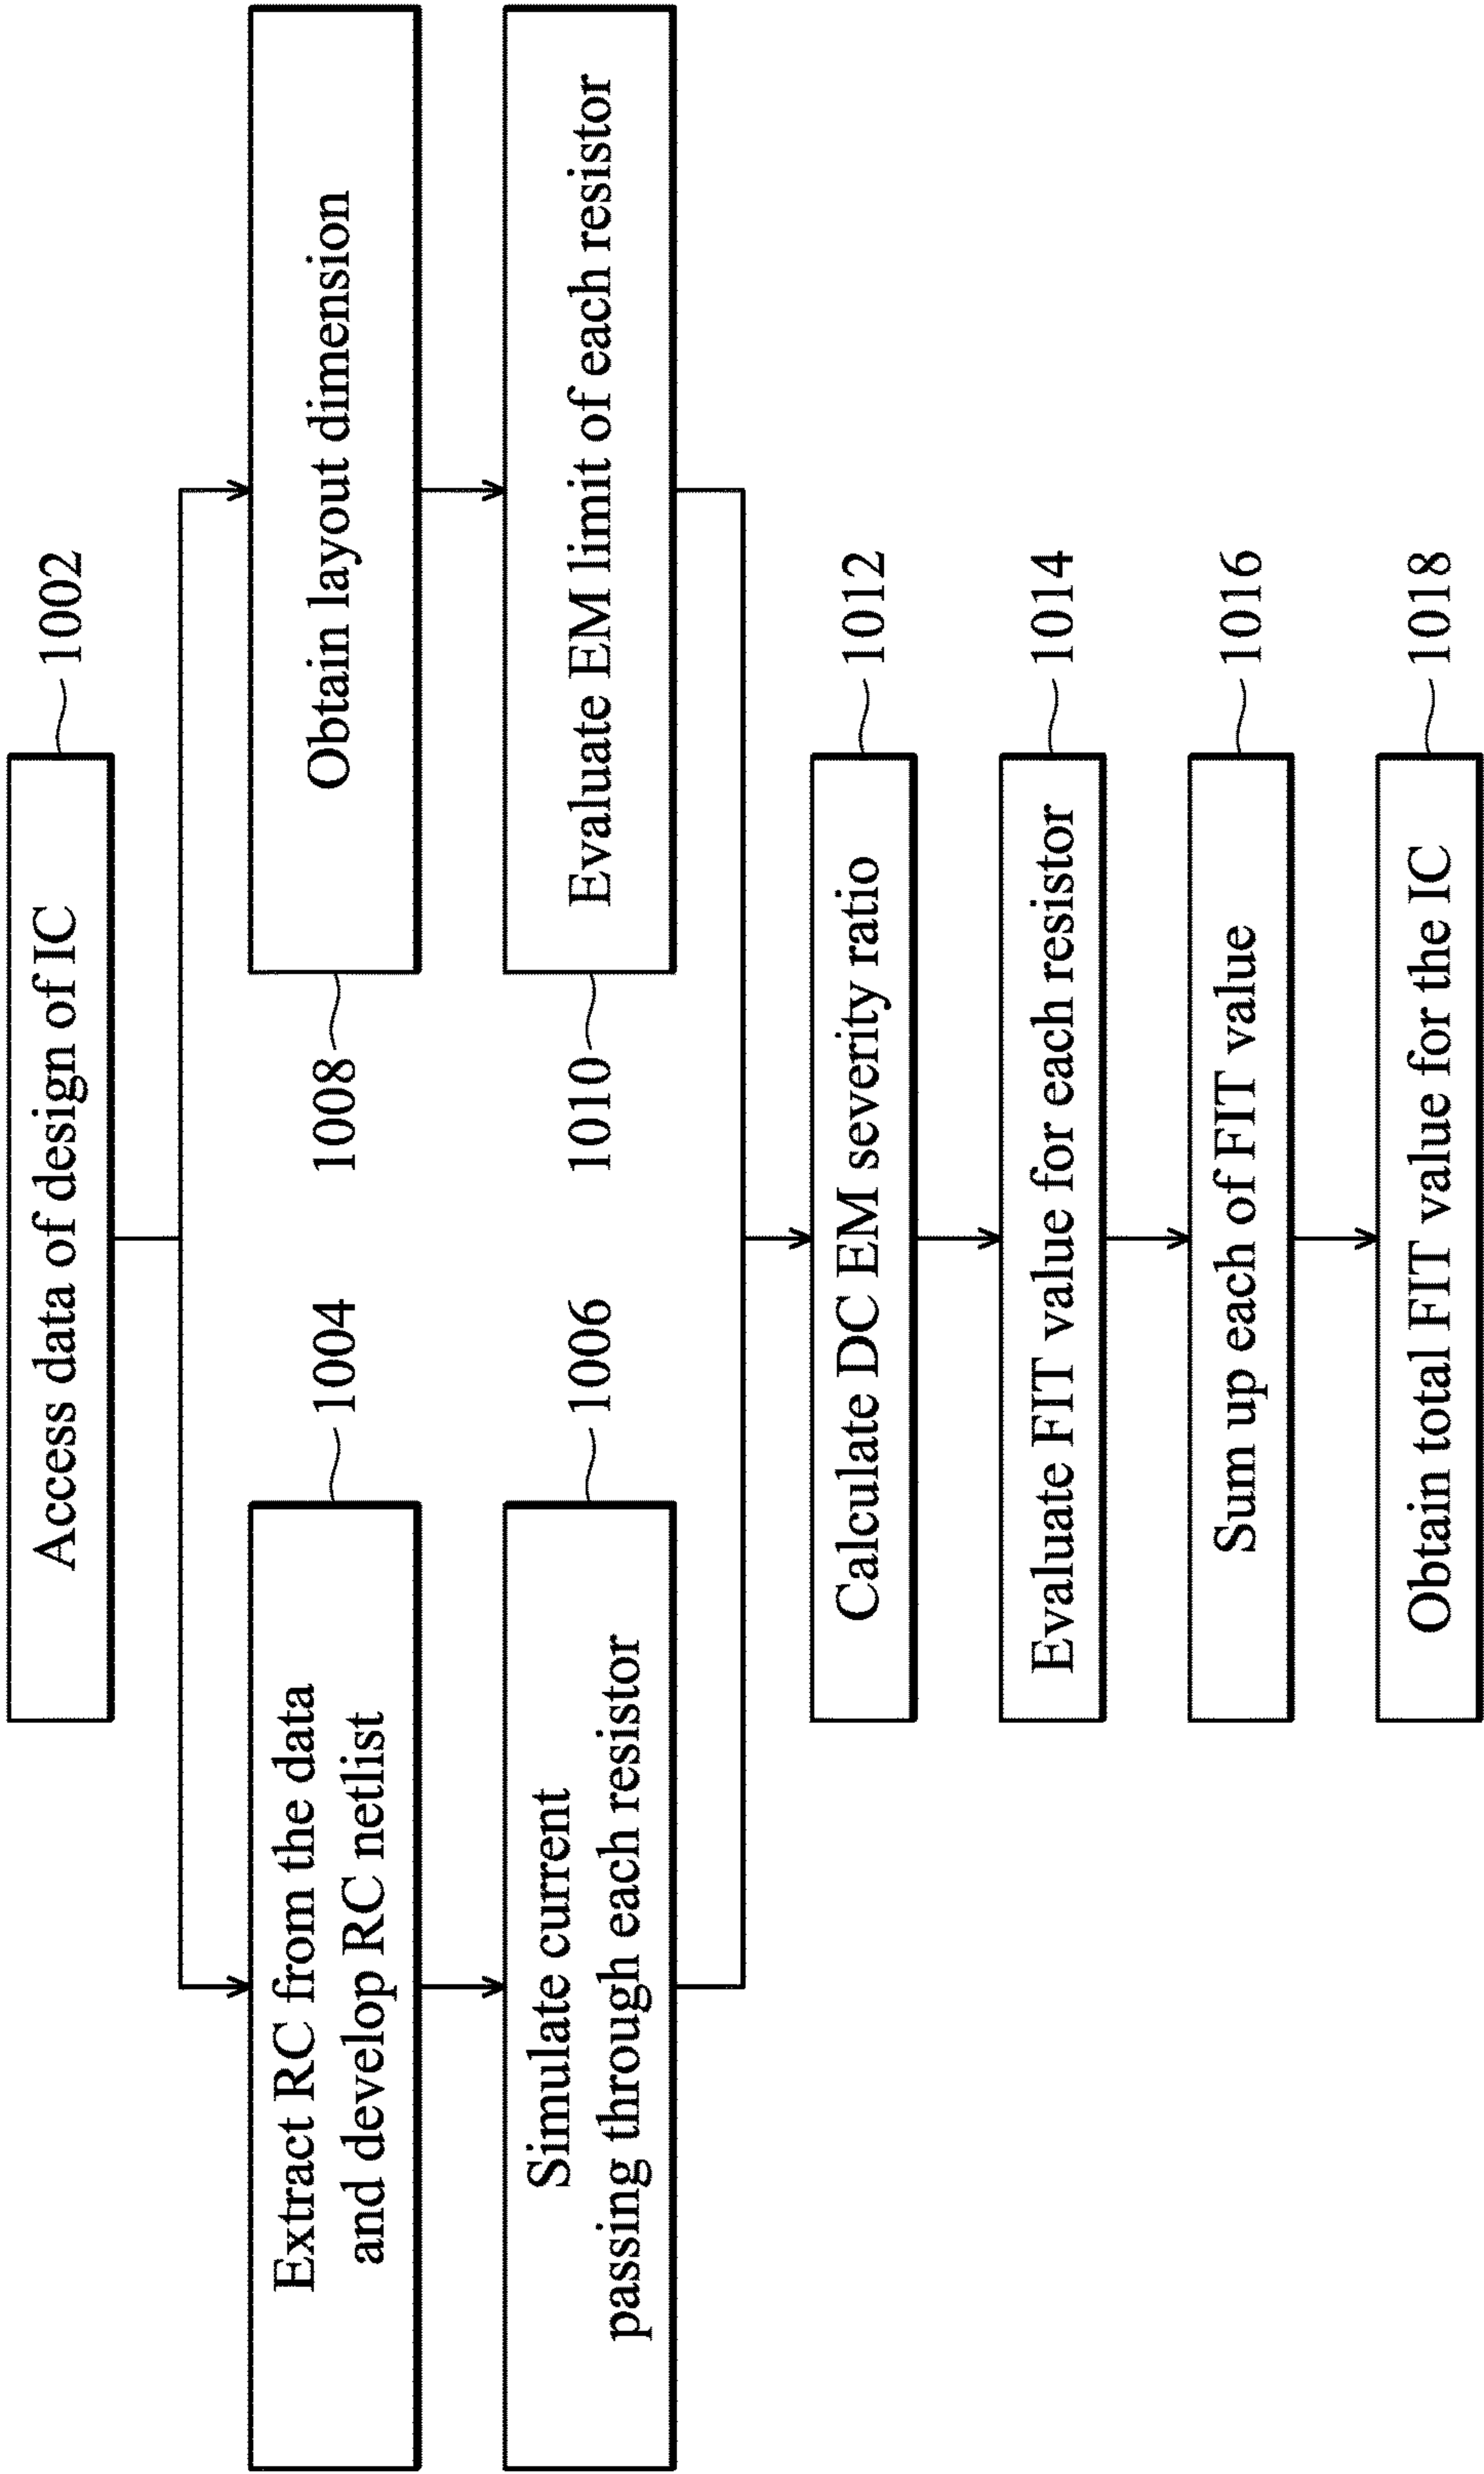 Access data of design of IC
1002
Extract RC from the data
and develop RC netlist
1004
Simulate current
passing through each resistor
1006
1008
Obtain layout dimension
1010
Evaluate EM limit of each resistor
Calculate DC EM severity ratio
1012
Evaluate FIT value for each resistor
1014
Sum up each of FIT value
1016
Obtain total FIT value for the IC
1018